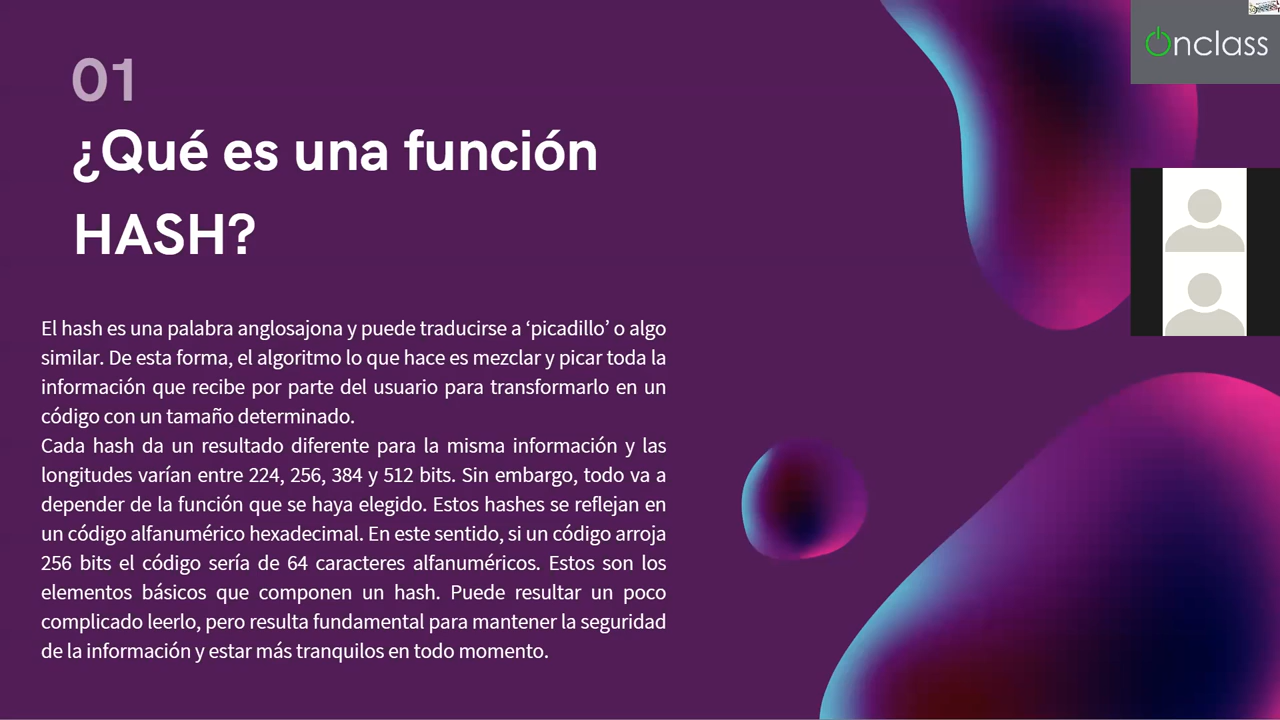 01
¿Qué es una función
HASH?
El hash es una palabra anglosajona y puede traducirse a ‘picadillo’ o algo
similar. De esta forma, el algoritmo lo que hace es mezclar y picar toda la
información que recibe por parte del usuario para transformarlo en un
código con un tamaño determinado.
Cada hash da un resultado diferente para la misma información y las
longitudes varían entre 224, 256, 384 y 512 bits. Sin embargo, todo va a
depender de la función que se haya elegido. Estos hashes se reflejan en
un código alfanumérico hexadecimal. En este sentido, si un código arroja
256 bits el código sería de 64 caracteres alfanuméricos. Estos son los
elementos básicos que componen un hash. Puede resultar un poco
complicado leerlo, pero resulta fundamental para mantener la seguridad
de la información y estar más tranquilos en todo momento.
Onclass